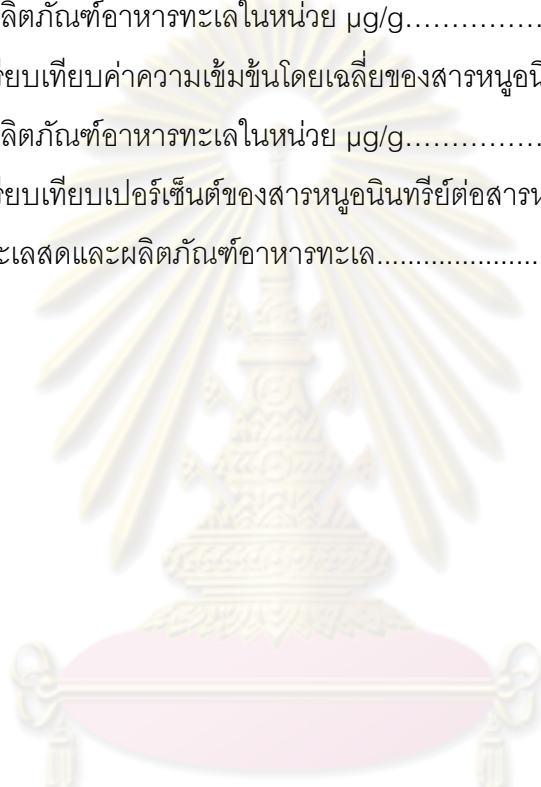 ลิตภัณฑ์อาหารทะเลในหน่วย µg/g……………
รียบเทียบค่าความเข้มข้นโดยเฉลี่ยของสารหนูอนิ
ลิตภัณฑ์อาหารทะเลในหน่วย µg/g……………
รียบเทียบเปอร์เซ็นต์ของสารหนูอนินทรีย์ต่อสารห
ะเลสดและผลิตภัณฑ์อาหารทะเล.....................